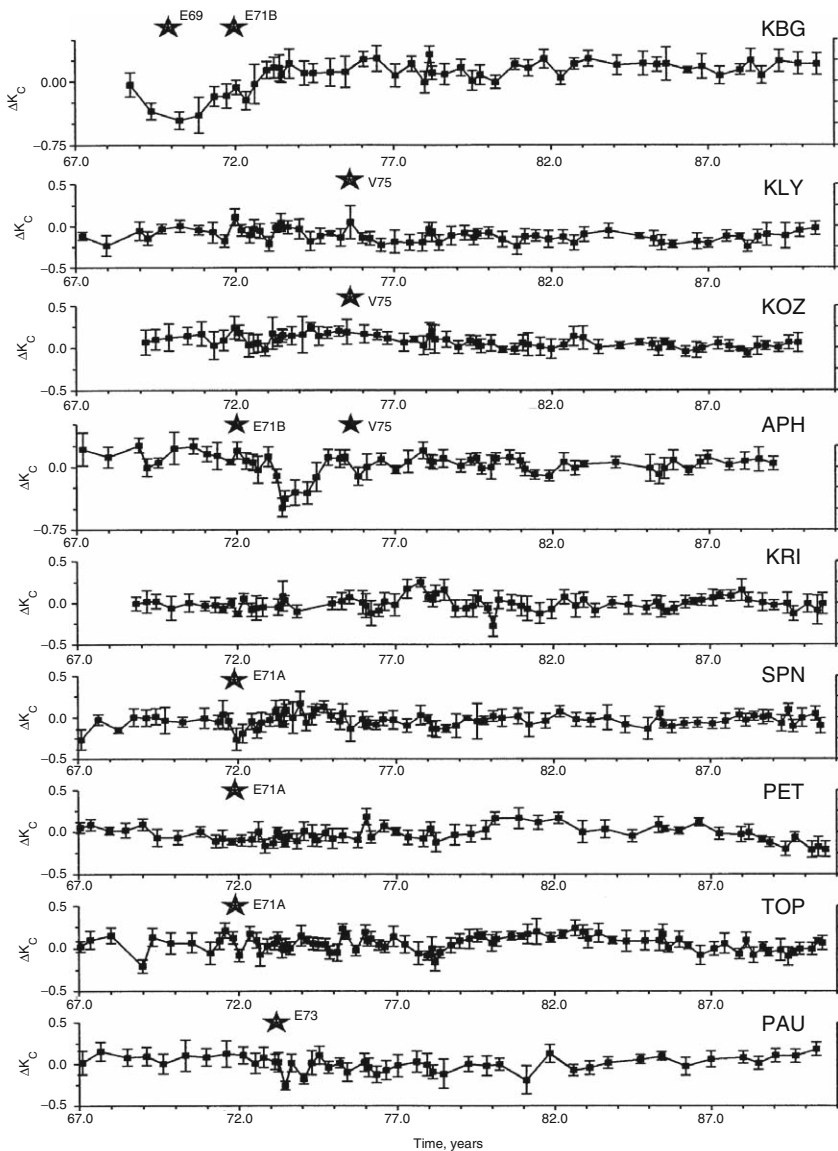 E69 E71B KBG
0.00
ΔK_C
−0.75
67.0 72.0 77.0 82.0 87.0
V75 KLY
0.5
ΔK_C
−0.0
−0.5
67.0 72.0 77.0 82.0 87.0
V75 KOZ
0.5
ΔK_C
0.0
−0.5
67.0 72.0 77.0 82.0 87.0
E71B V75 APH
ΔK_C
0.0
−0.75
67.0 72.0 77.0 82.0 87.0
KRI
0.5
ΔK_C
0.0
−0.5
67.0 72.0 77.0 82.0 87.0
E71A SPN
0.5
ΔK_C
0.0
−0.5
67.0 72.0 77.0 82.0 87.0
E71A PET
0.5
ΔK_C
0.0
−0.5
67.0 72.0 77.0 82.0 87.0
E71A TOP
0.5
ΔK_C
0.0
−0.5
67.0 72.0 77.0 82.0 87.0
E73 PAU
0.5
ΔK_C
0.0
−0.5
67.0 72.0 77.0 82.0 87.0
Time, years